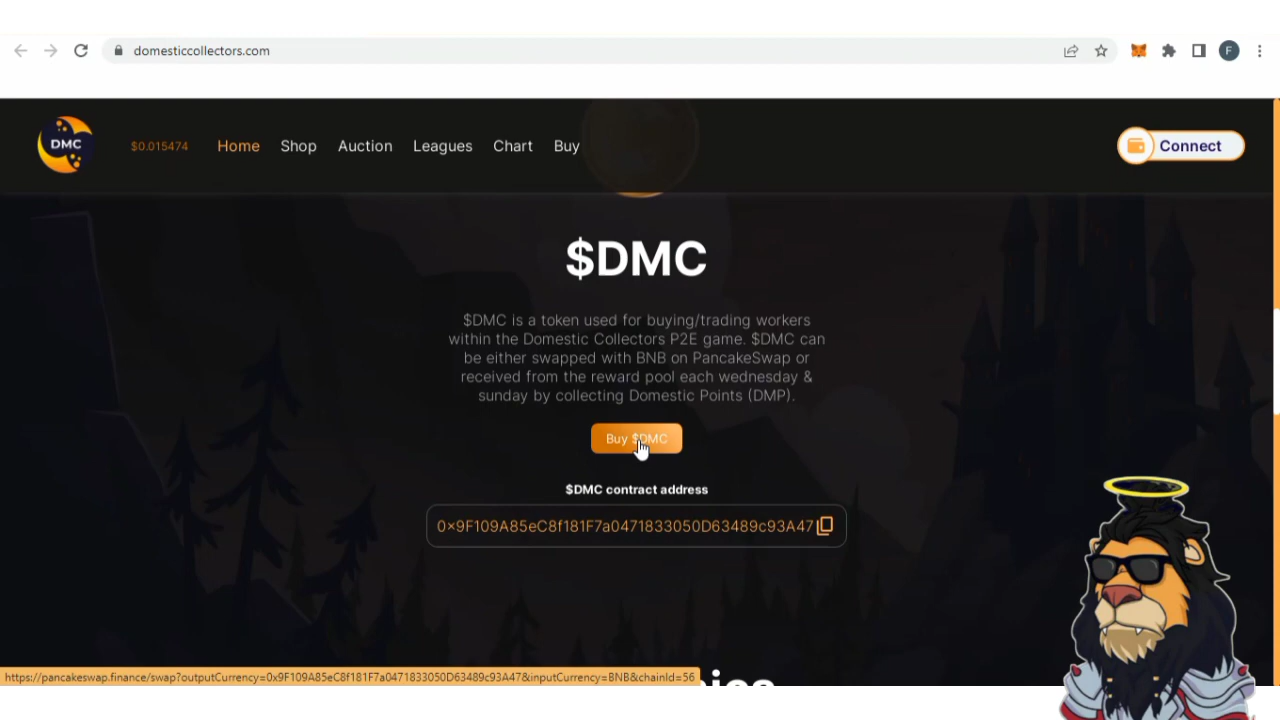 domesticcollectors.com
F
DMC
$0.015474
Home
Shop
Auction
Leagues
Chart
Buy
Connect
$DMC
$DMC is a token used for buying/trading workers
within the Domestic Collectors P2E game. $DMC can
be either swapped with BNB on PancakeSwap or
received from the reward pool each wednesday &
sunday by collecting Domestic Points (DMP).
Buy $DMC
$DMC contract address
0x9F109A85eC8f181F7a0471833050D63489c93A47
https://pancakeswap.finance/swap?outputCurrency=0x9F109A85eC8f181F7a0471833050D63489c93A47&inputCurrency=BNB&chainId=56